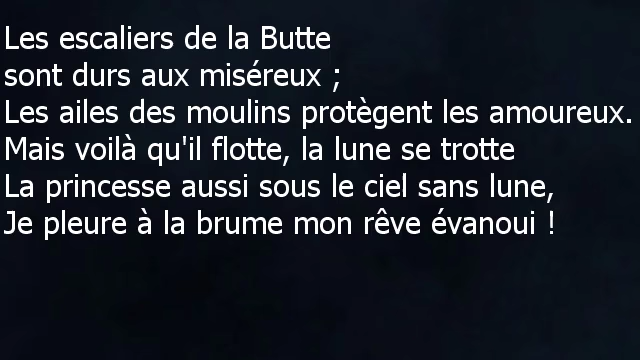 Les escaliers de la Butte
sont durs aux miséreux ;
Les ailes des moulins protègent les amoureux.
Mais voilà qu'il flotte, la lune se trotte
La princesse aussi sous le ciel sans lune,
Je pleure à la brume mon rêve évanoui !